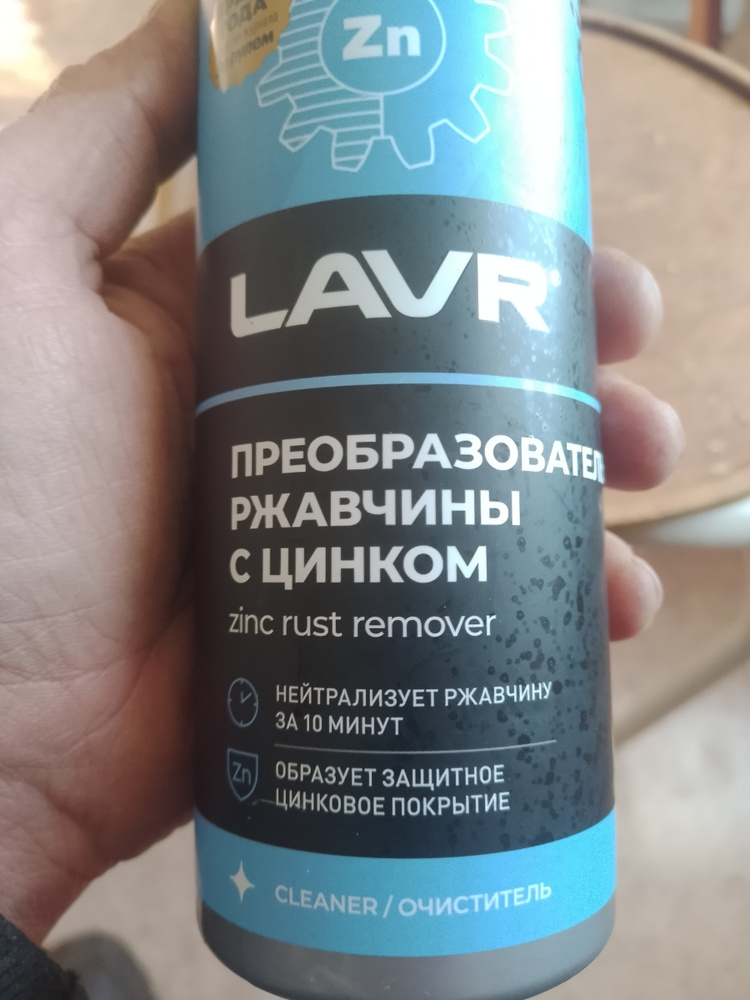 ОДА
Zn
LAVR
ПРЕОБРАЗОВАТЕЛ
РЖАВЧИНЫ
С ЦИНКОМ
zinc rust remover
НЕЙТРАЛИЗУЕТ РЖАВЧИНУ
ЗА 10 МИНУТ
Zn
ОБРАЗУЕТ ЗАЩИТНОЕ
ЦИНКОВОЕ ПОКРЫТИЕ
CLEANER / ОЧИСТИТЕЛЬ